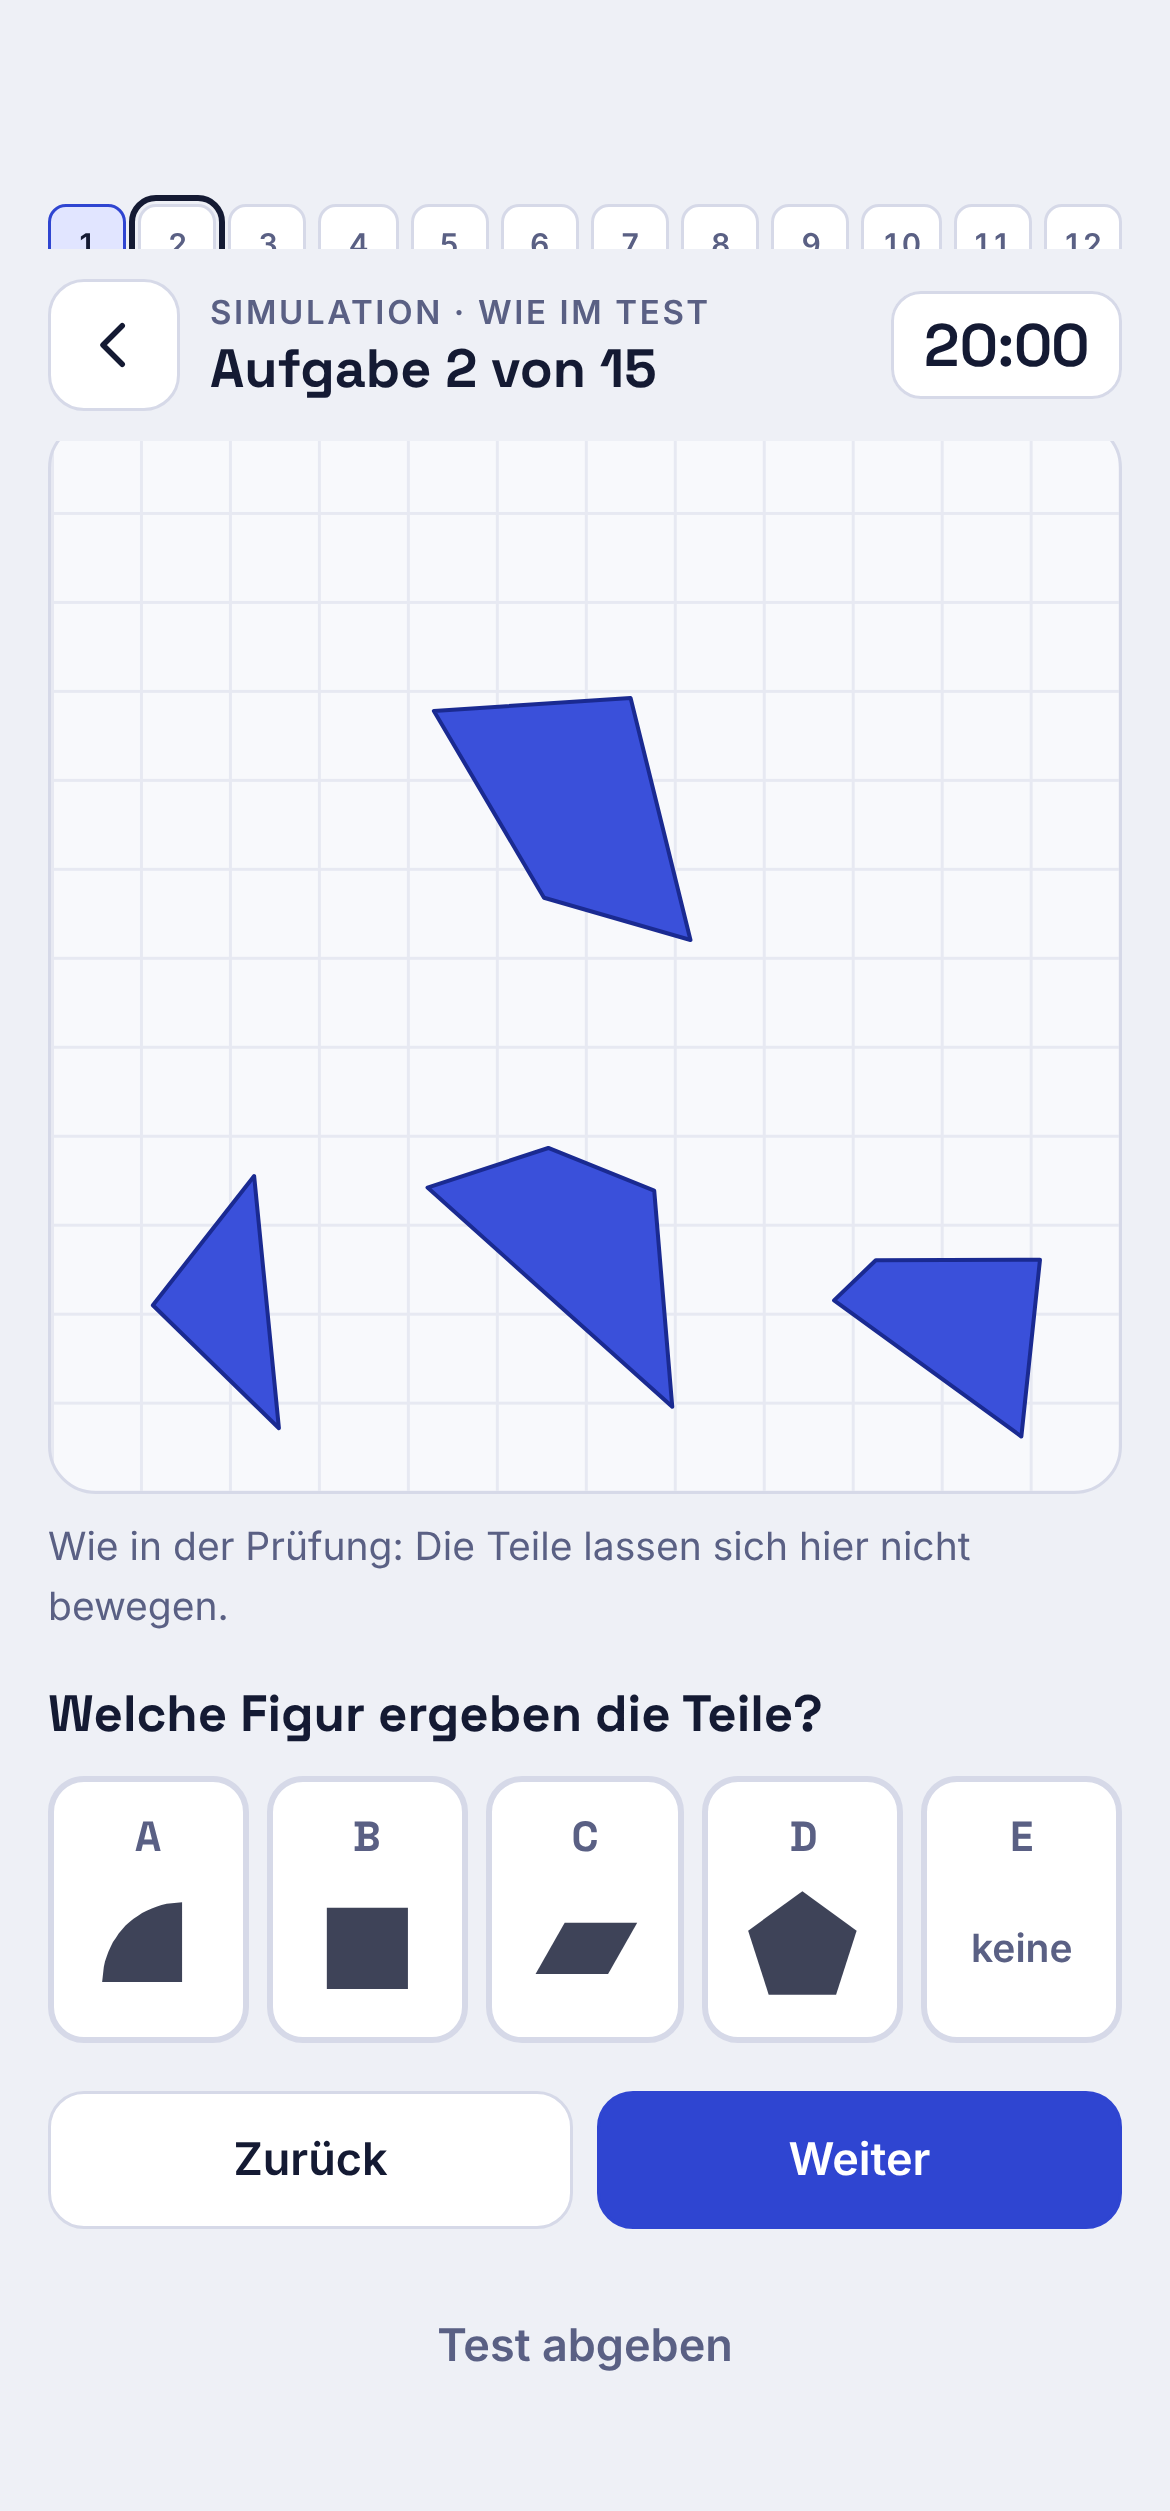 1 2 3 4 5 6 7 8 9 10 11 12
SIMULATION · WIE IM TEST
Aufgabe 2 von 15
20:00
Wie in der Prüfung: Die Teile lassen sich hier nicht
bewegen.
Welche Figur ergeben die Teile?
A B C D E
keine
Zurück Weiter
Test abgeben